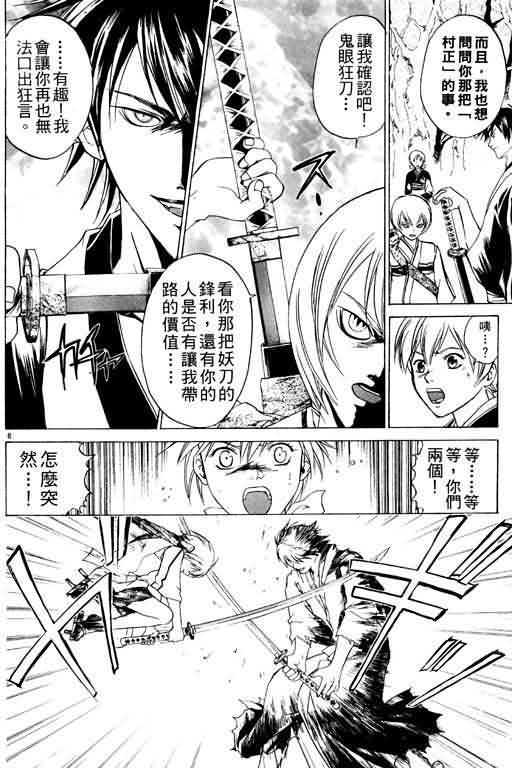 而且，我也想
問問你那把「
村正」的事。
讓我確認吧！
鬼眼狂刀…
……有趣！我
會讓你再也無
法口出狂言。
咦…？
看你那把妖刀的
鋒利，還有你的
人是否有讓我帶
路的價值……
等……等
等，你們
兩個！
怎麼突
然…！
8